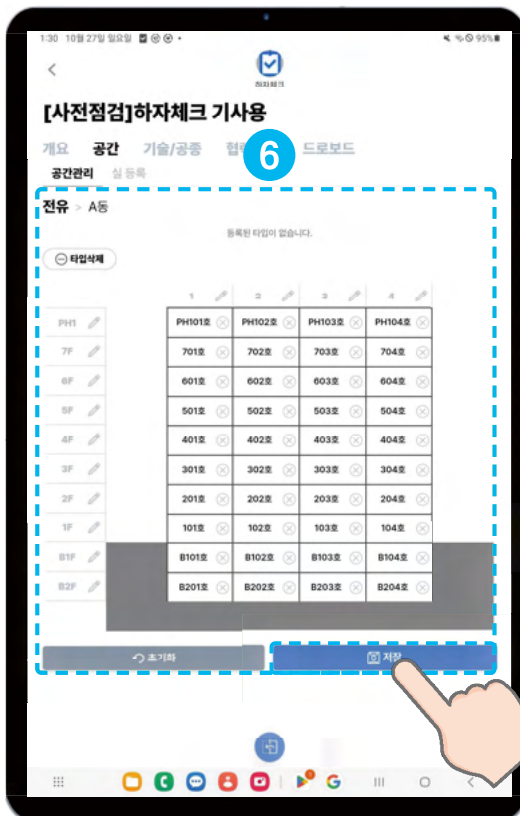 1:30 10월 27일 일요일
95%
하자체크
[사전점검]하자체크 기사용
개요 공간 기술/공종 협력 드로보드
6
공간관리 실 등록
전유 > A동
등록된 타입이 없습니다.
타입삭제
1 2 3 4
PH1 PH101호 PH102호 PH103호 PH104호
7F 701호 702호 703호 704호
6F 601호 602호 603호 604호
5F 501호 502호 503호 504호
4F 401호 402호 403호 404호
3F 301호 302호 303호 304호
2F 201호 202호 203호 204호
1F 101호 102호 103호 104호
B1F B101호 B102호 B103호 B104호
B2F B201호 B202호 B203호 B204호
초기화 저장